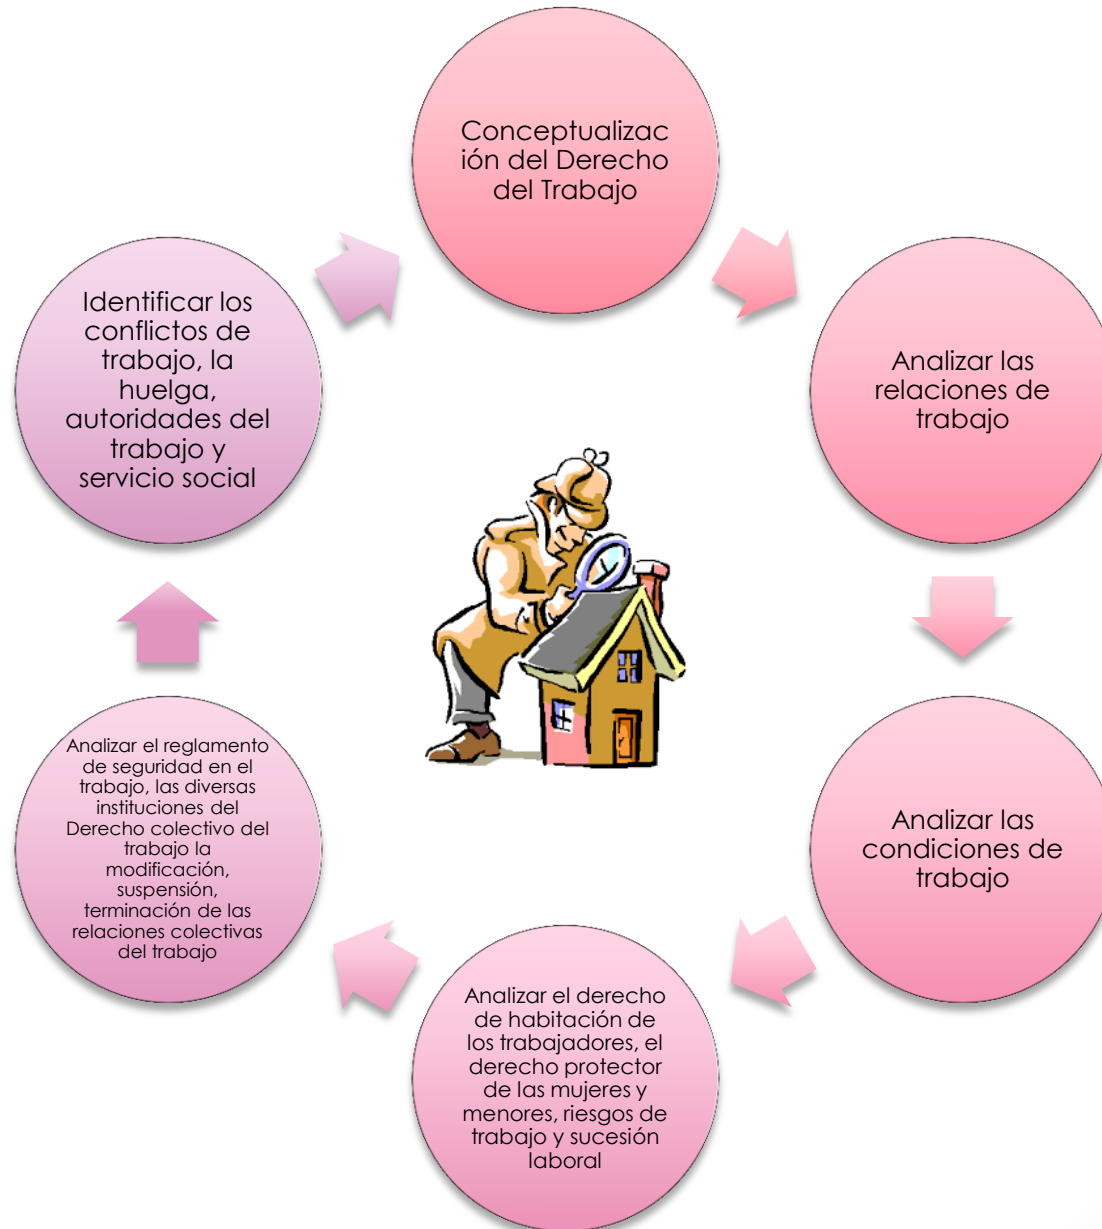 Conceptualizac
ión del Derecho
del Trabajo
Analizar las
relaciones de
trabajo
Analizar las
condiciones de
trabajo
Analizar el derecho
de habitación de
los trabajadores, el
derecho protector
de las mujeres y
menores, riesgos de
trabajo y sucesión
laboral
Analizar el reglamento
de seguridad en el
trabajo, las diversas
instituciones del
Derecho colectivo del
trabajo la
modificación,
suspensión,
terminación de las
relaciones colectivas
del trabajo
Identificar los
conflictos de
trabajo, la
huelga,
autoridades del
trabajo y
servicio social